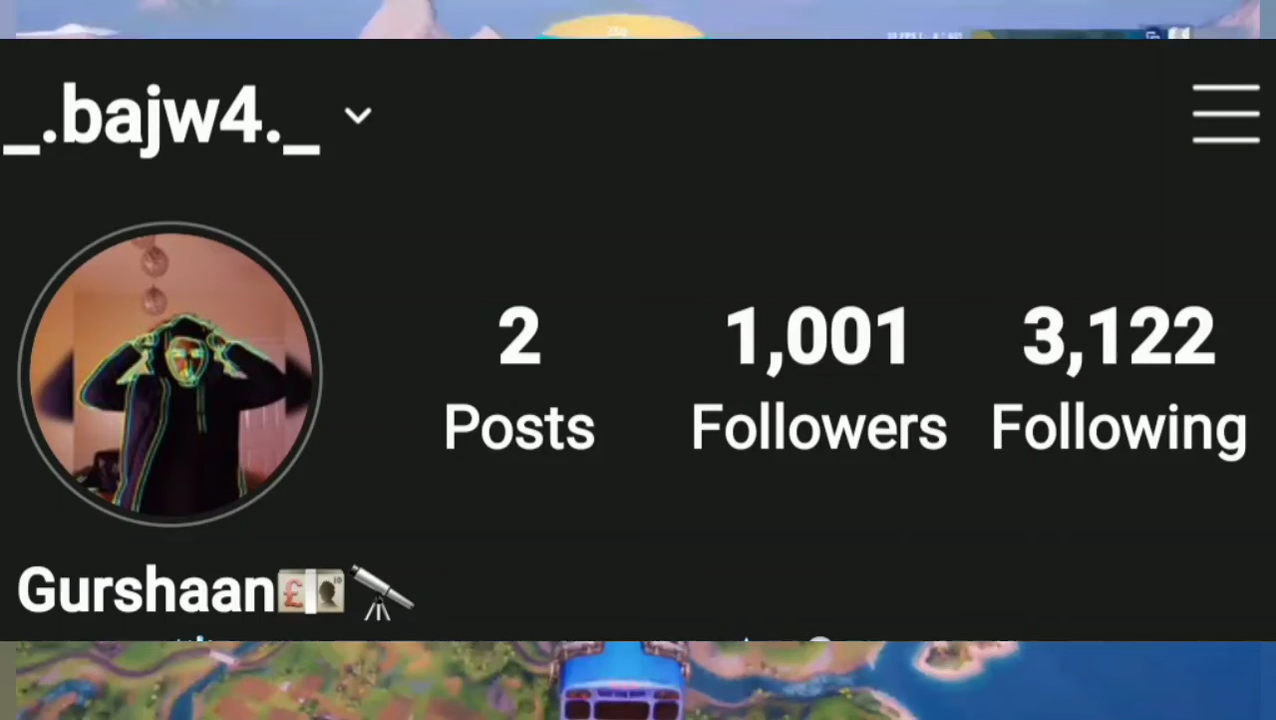 _.bajw4._
2 1,001 3,122
Posts Followers Following
Gurshaan💷🔭